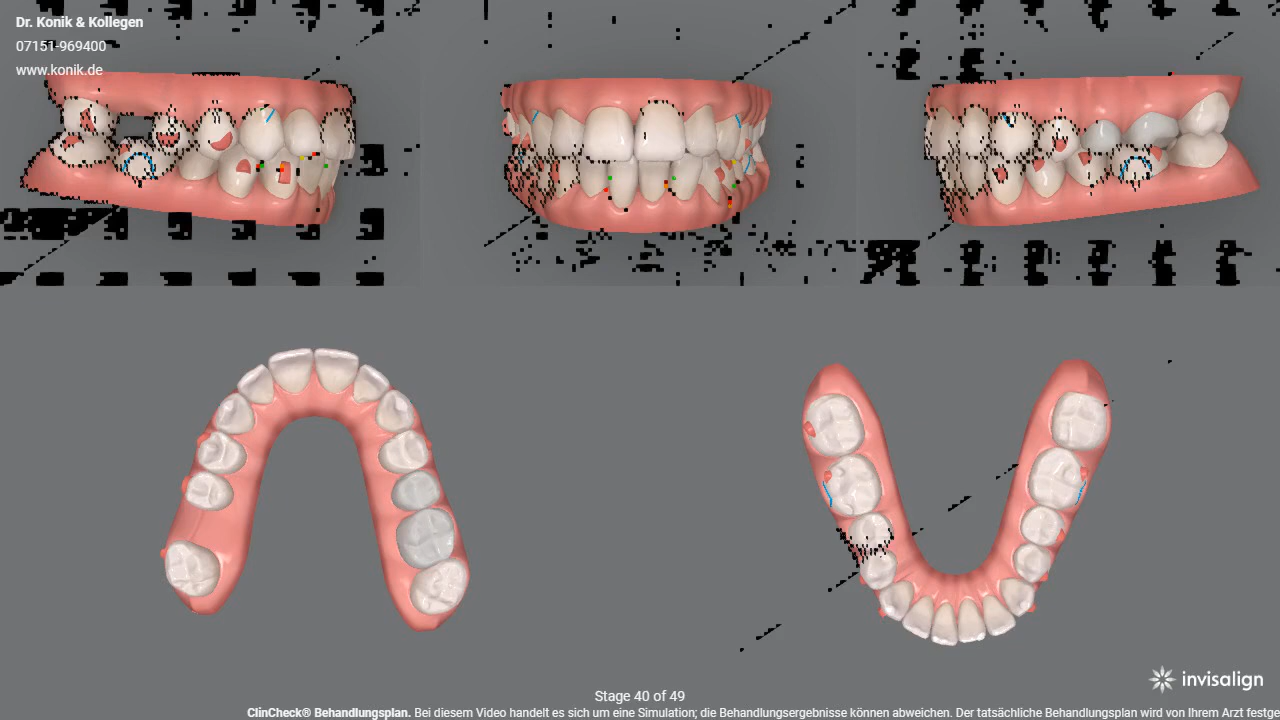 Dr. Konik & Kollegen
07151-969400
www.konik.de
invisalign
Stage 40 of 49
ClinCheck® Behandlungsplan. Bei diesem Video handelt es sich um eine Simulation; die Behandlungsergebnisse können abweichen. Der tatsächliche Behandlungsplan wird von Ihrem Arzt festge